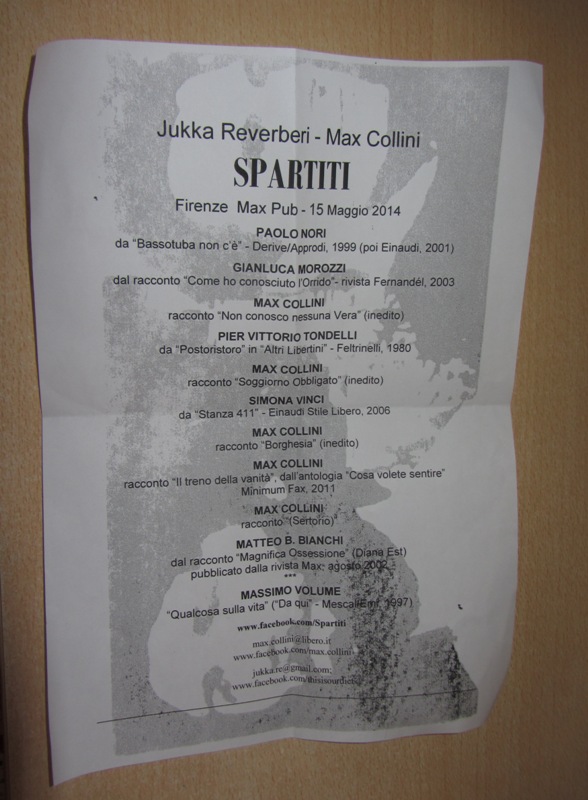 Jukka Reverberi - Max Collini
SPARTITI
Firenze Max Pub - 15 Maggio 2014
PAOLO NORI
da "Bassotuba non c'è" - Derive/Approdi, 1999 (poi Einaudi, 2001)
GIANLUCA MOROZZI
dal racconto "Come ho conosciuto l'Orrido"- rivista Fernandél, 2003
MAX COLLINI
racconto "Non conosco nessuna Vera" (inedito)
PIER VITTORIO TONDELLI
da "Postoristoro" in "Altri Libertini" - Feltrinelli, 1980
MAX COLLINI
racconto "Soggiorno Obbligato" (inedito)
SIMONA VINCI
da "Stanza 411" - Einaudi Stile Libero, 2006
MAX COLLINI
racconto "Borghesia" (inedito)
MAX COLLINI
racconto "Il treno della vanità", dall'antologia "Cosa volete sentire"
Minimum Fax, 2011
MAX COLLINI
racconto "(Sertorio)"
MATTEO B. BIANCHI
dal racconto "Magnifica Ossessione" (Diana Est)
pubblicato dalla rivista Max, agosto 2002
***
MASSIMO VOLUME
"Qualcosa sulla vita" ("Da qui" - Mescal/Emi, 1997)
www.facebook.com/Spartiti
max.collini@libero.it
www.facebook.com/max.collini
jukka.re@gmail.com;